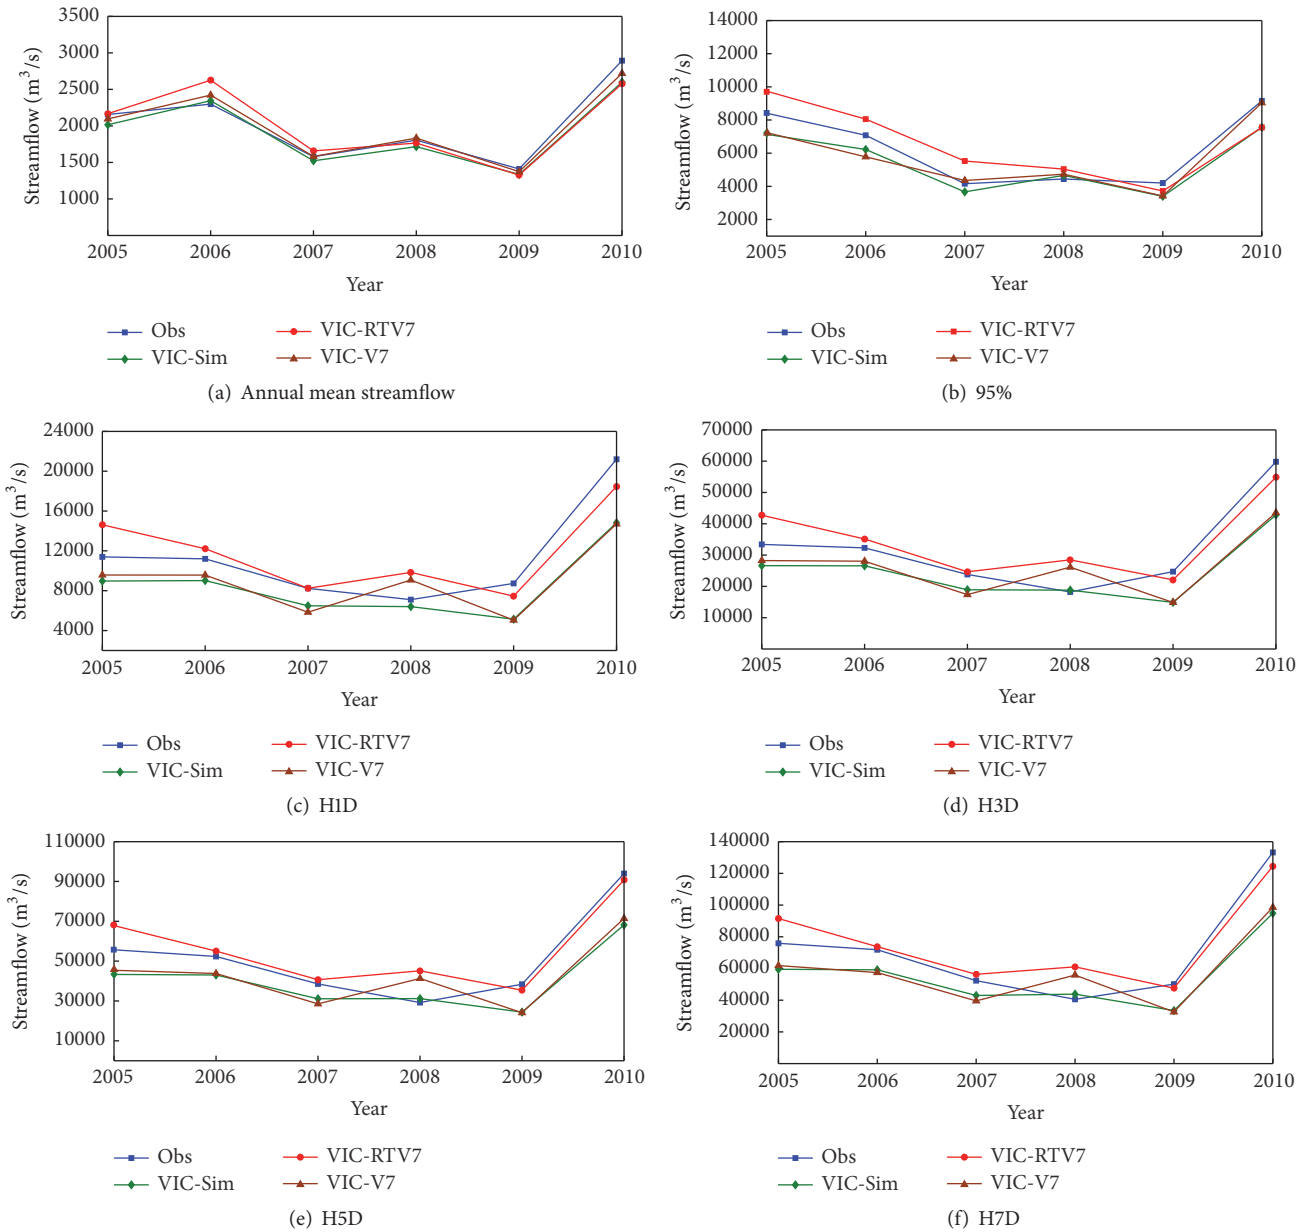 Streamflow (m³/s)
3500
3000
2500
2000
1500
1000
2005 2006 2007 2008 2009 2010
Year
Obs VIC-RTV7
VIC-Sim VIC-V7
(a) Annual mean streamflow
Streamflow (m³/s)
14000
12000
10000
8000
6000
4000
2000
2005 2006 2007 2008 2009 2010
Year
Obs VIC-RTV7
VIC-Sim VIC-V7
(b) 95%
Streamflow (m³/s)
24000
20000
16000
12000
8000
4000
2005 2006 2007 2008 2009 2010
Year
Obs VIC-RTV7
VIC-Sim VIC-V7
(c) H1D
Streamflow (m³/s)
70000
60000
50000
40000
30000
20000
10000
2005 2006 2007 2008 2009 2010
Year
Obs VIC-RTV7
VIC-Sim VIC-V7
(d) H3D
Streamflow (m³/s)
110000
90000
70000
50000
30000
10000
2005 2006 2007 2008 2009 2010
Year
Obs VIC-RTV7
VIC-Sim VIC-V7
(e) H5D
Streamflow (m³/s)
140000
120000
100000
80000
60000
40000
20000
2005 2006 2007 2008 2009 2010
Year
Obs VIC-RTV7
VIC-Sim VIC-V7
(f) H7D